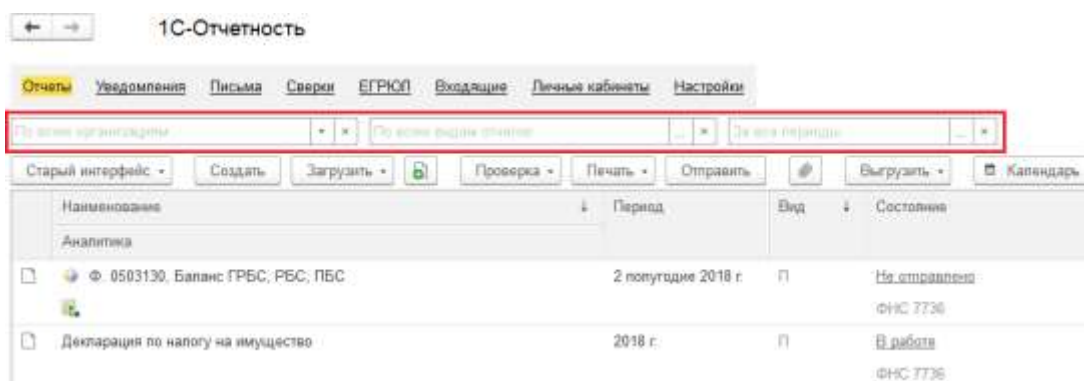 1С-Отчетность
Отчеты Уведомления Письма Сверки ЕГРЮЛ Входящие Личные кабинеты Настройки
По всем организациям По всем видам отчетов За все периоды
Старый интерфейс Создать Загрузить Проверка Печать Отправить Выгрузить Календарь
Наименование Период Вид Состояние
Аналитика
Ф. 0503130, Баланс ГРБС, РБС, ПБС 2 полугодие 2018 г. П Не отправлено
ФНС 7736
Декларация по налогу на имущество 2018 г. П В работе
ФНС 7736